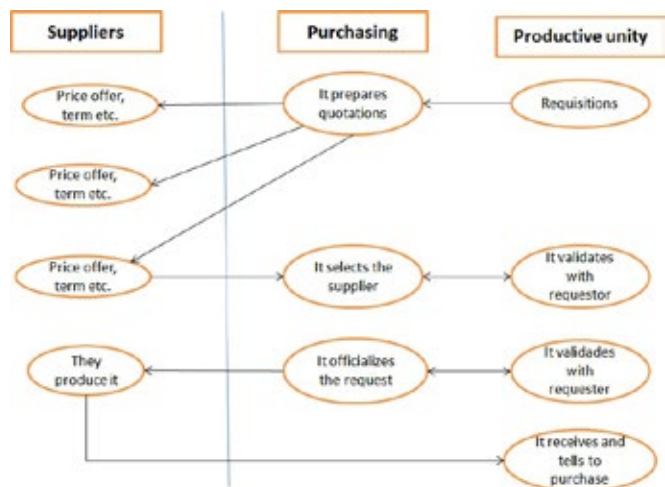 Suppliers
Purchasing
Productive unity
Price offer,
term etc.
It prepares
quotations
Requisitions
Price offer,
term etc.
Price offer,
term etc.
It selects the
supplier
It validates
with
requestor
They
produce it
It officializes
the request
It validades
with
requester
It receives and
tells to
purchase